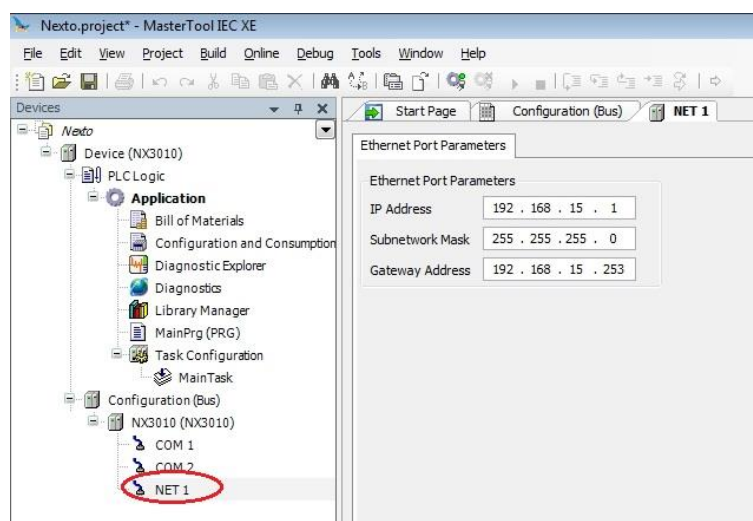 Nexto.project* - MasterTool IEC XE
File Edit View Project Build Online Debug Tools Window Help
Devices
Start Page Configuration (Bus) NET 1
Nexto
Device (NX3010)
PLC Logic
Application
Bill of Materials
Configuration and Consumption
Diagnostic Explorer
Diagnostics
Library Manager
MainPrg (PRG)
Task Configuration
MainTask
Configuration (Bus)
NX3010 (NX3010)
COM 1
COM 2
NET 1
Ethernet Port Parameters
Ethernet Port Parameters
IP Address 192 . 168 . 15 . 1
Subnetwork Mask 255 . 255 . 255 . 0
Gateway Address 192 . 168 . 15 . 253